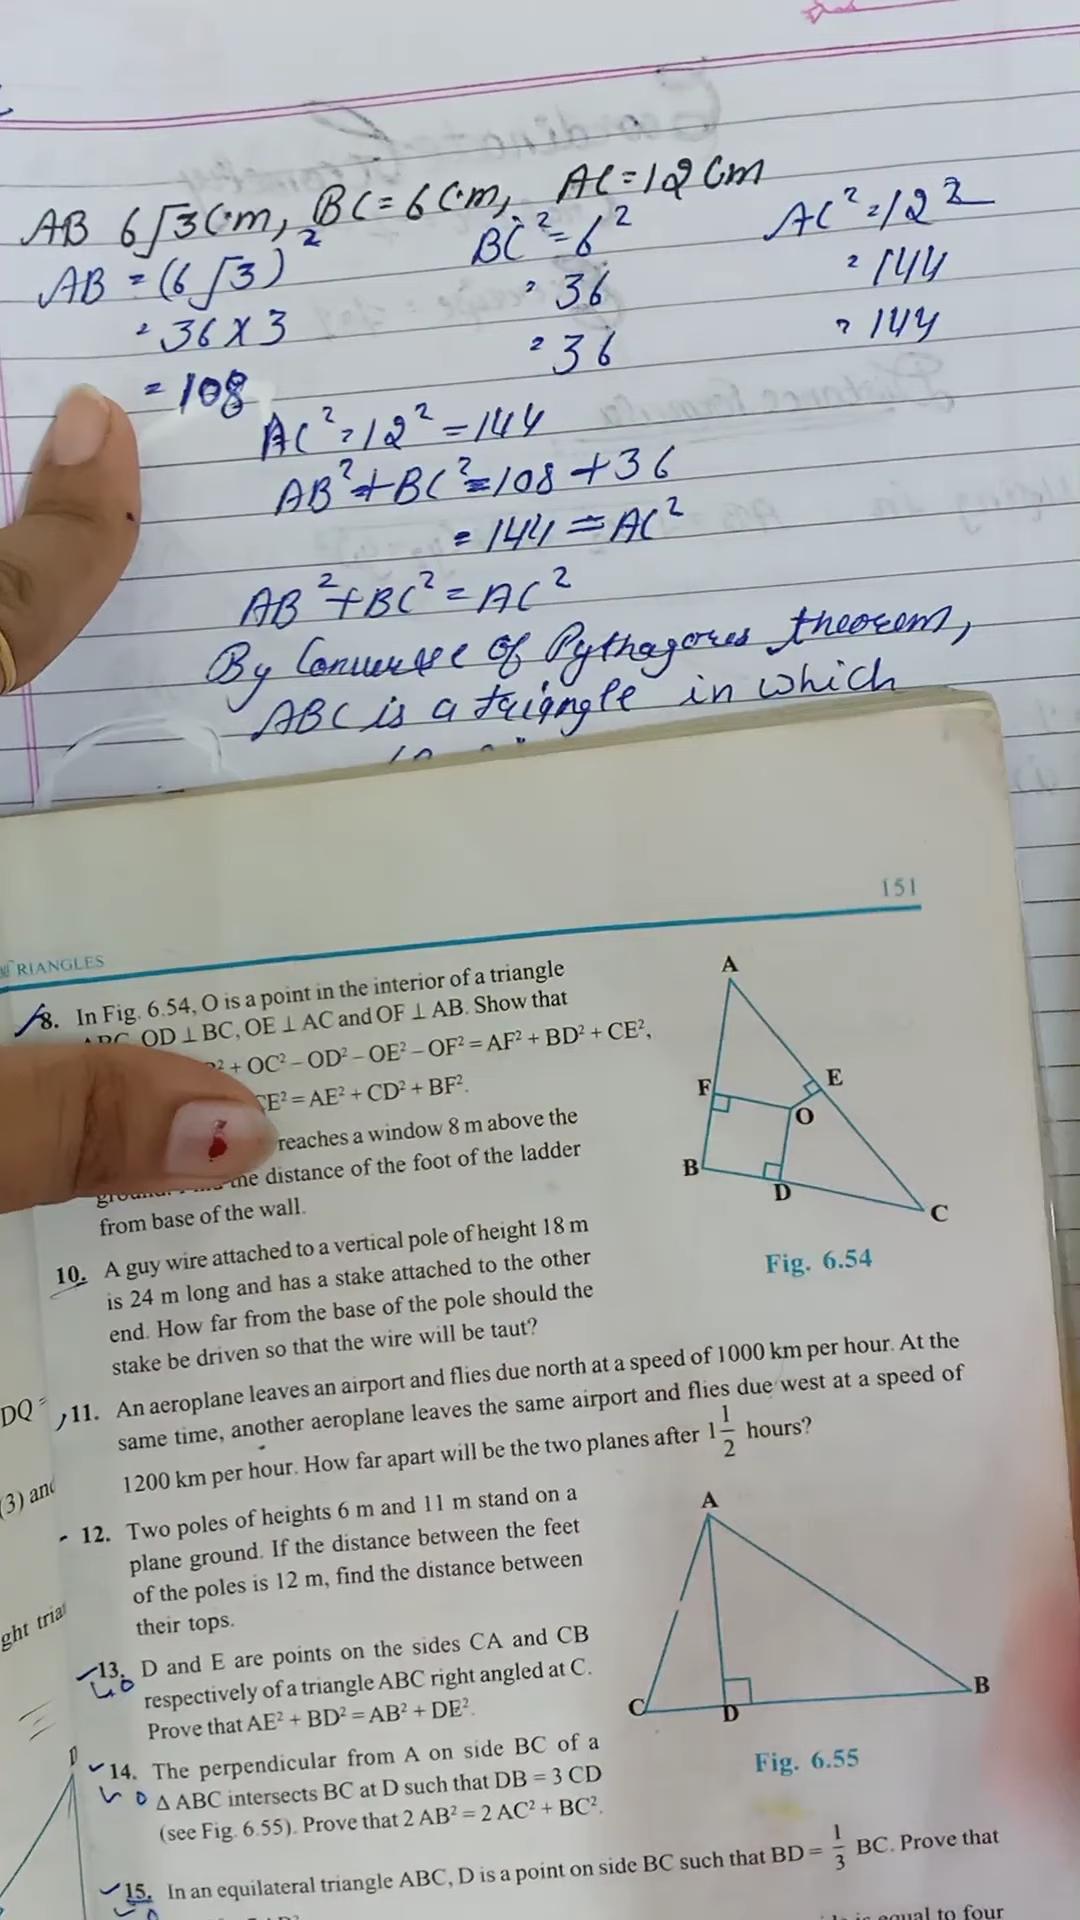 AB 6√3 Cm, BC = 6 Cm, AC = 12 Cm
AB = (6√3)²
= 36 x 3
= 108
BC² = 6²
= 36
= 36
AC² = 12²
= 144
= 144
AC² = 12² = 144
AB² + BC² = 108 + 36
= 144 = AC²
AB² + BC² = AC²
By Converse of Pythagores theorem,
ABC is a triangle in which
151
TRIANGLES
8. In Fig. 6.54, O is a point in the interior of a triangle
ABC, OD ⊥ BC, OE ⊥ AC and OF ⊥ AB. Show that
² + OC² – OD² – OE² – OF² = AF² + BD² + CE²,
CE² = AE² + CD² + BF².
reaches a window 8 m above the
the distance of the foot of the ladder
from base of the wall.
10. A guy wire attached to a vertical pole of height 18 m
is 24 m long and has a stake attached to the other
end. How far from the base of the pole should the
stake be driven so that the wire will be taut?
A
F
E
O
B
D
C
Fig. 6.54
DQ =
11. An aeroplane leaves an airport and flies due north at a speed of 1000 km per hour. At the
same time, another aeroplane leaves the same airport and flies due west at a speed of
1200 km per hour. How far apart will be the two planes after 1 1/2 hours?
(3) and
12. Two poles of heights 6 m and 11 m stand on a
plane ground. If the distance between the feet
of the poles is 12 m, find the distance between
their tops.
ght tria
13. D and E are points on the sides CA and CB
respectively of a triangle ABC right angled at C.
Prove that AE² + BD² = AB² + DE².
14. The perpendicular from A on side BC of a
Δ ABC intersects BC at D such that DB = 3 CD
(see Fig. 6.55). Prove that 2 AB² = 2 AC² + BC².
A
C
D
B
Fig. 6.55
15. In an equilateral triangle ABC, D is a point on side BC such that BD = 1/3 BC. Prove that
is equal to four